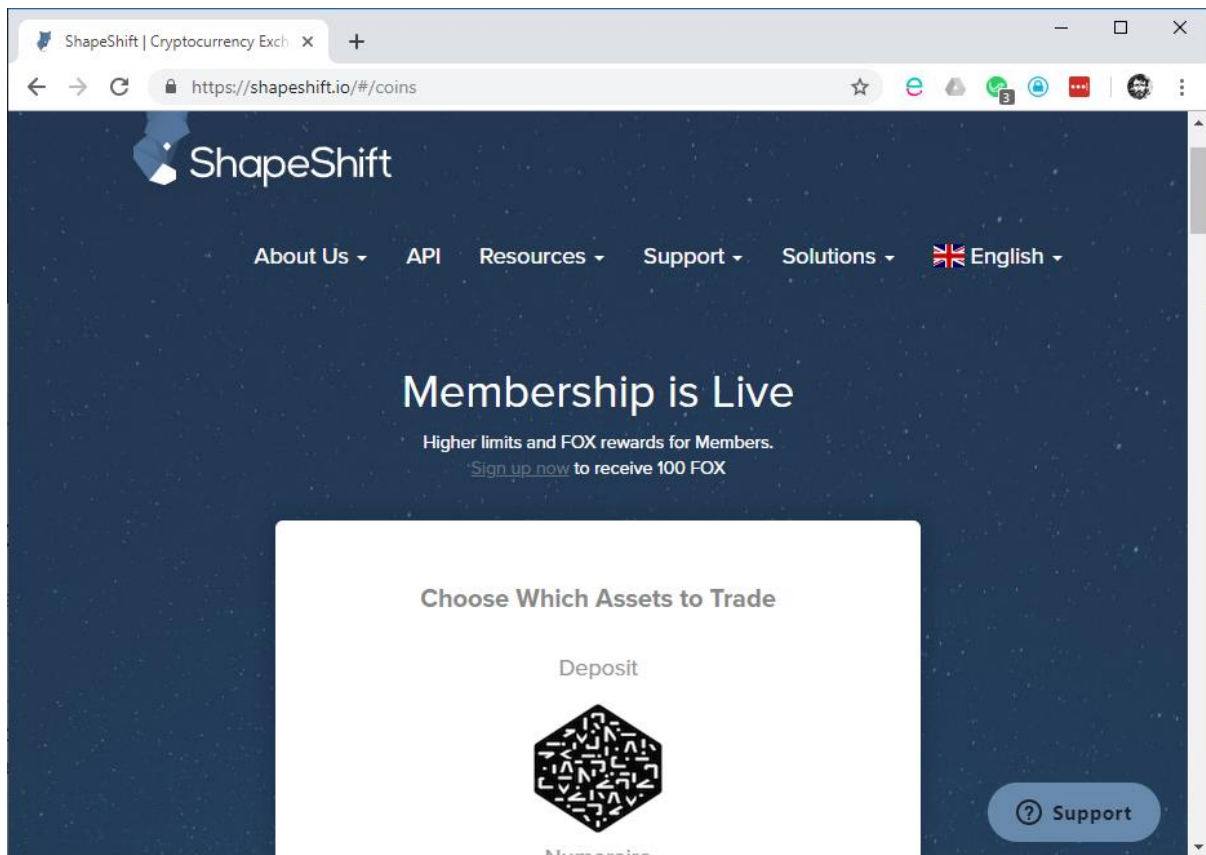 ShapeShift | Cryptocurrency Exch
https://shapeshift.io/#/coins
3
ShapeShift
About Us API Resources Support Solutions English
Membership is Live
Higher limits and FOX rewards for Members.
Sign up now to receive 100 FOX
Choose Which Assets to Trade
Deposit
Numeraire
Support